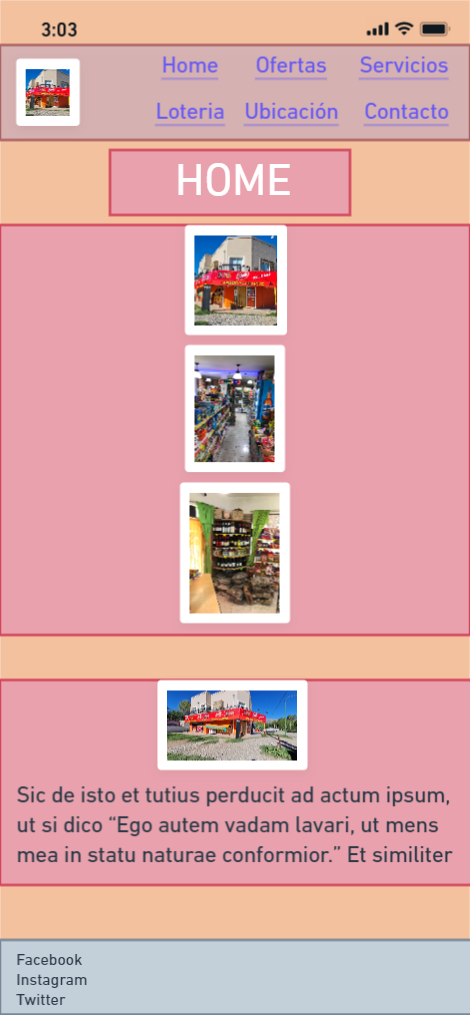 3:03
Home Ofertas Servicios
Loteria Ubicación Contacto
HOME
Sic de isto et tutius perducit ad actum ipsum,
ut si dico “Ego autem vadam lavari, ut mens
mea in statu naturae conformior.” Et similiter
Facebook
Instagram
Twitter